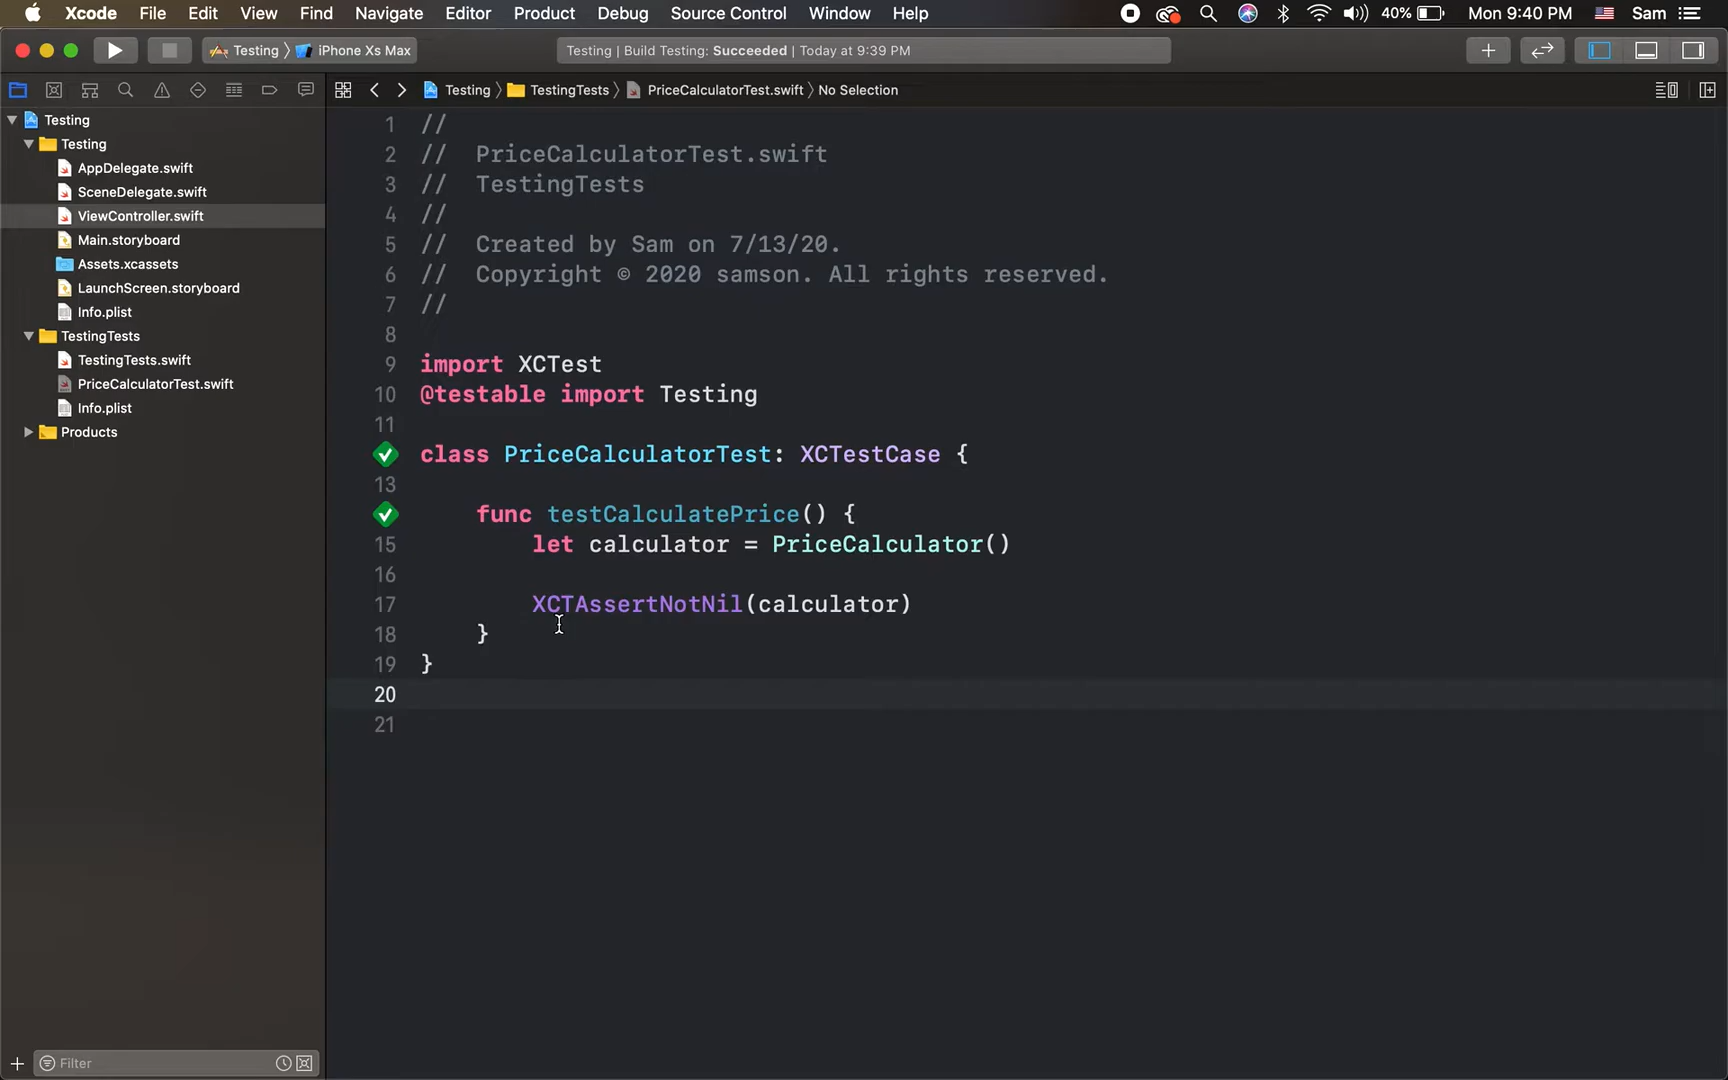 Xcode File Edit View Find Navigate Editor Product Debug Source Control Window Help 40% Mon 9:40 PM Sam
Testing 〉 iPhone Xs Max
Testing | Build Testing: Succeeded | Today at 9:39 PM
Testing 〉 TestingTests 〉 PriceCalculatorTest.swift 〉 No Selection
Testing
Testing
AppDelegate.swift
SceneDelegate.swift
ViewController.swift
Main.storyboard
Assets.xcassets
LaunchScreen.storyboard
Info.plist
TestingTests
TestingTests.swift
PriceCalculatorTest.swift
Info.plist
Products
Filter
1 //
2 // PriceCalculatorTest.swift
3 // TestingTests
4 //
5 // Created by Sam on 7/13/20.
6 // Copyright © 2020 samson. All rights reserved.
7 //
8
9 import XCTest
10 @testable import Testing
11
class PriceCalculatorTest: XCTestCase {
13
func testCalculatePrice() {
15 let calculator = PriceCalculator()
16
17 XCTAssertNotNil(calculator)
18 }
19 }
20
21